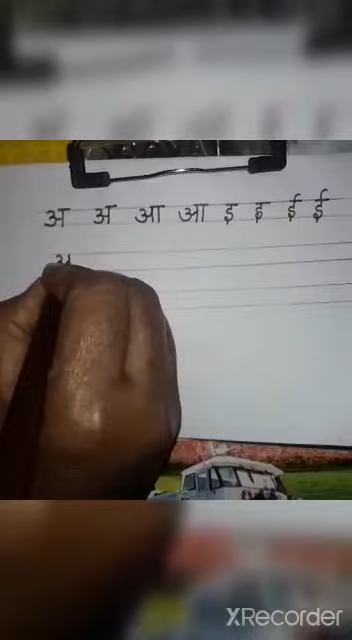 अ अ आ आ इ इ ई ई
XRecorder